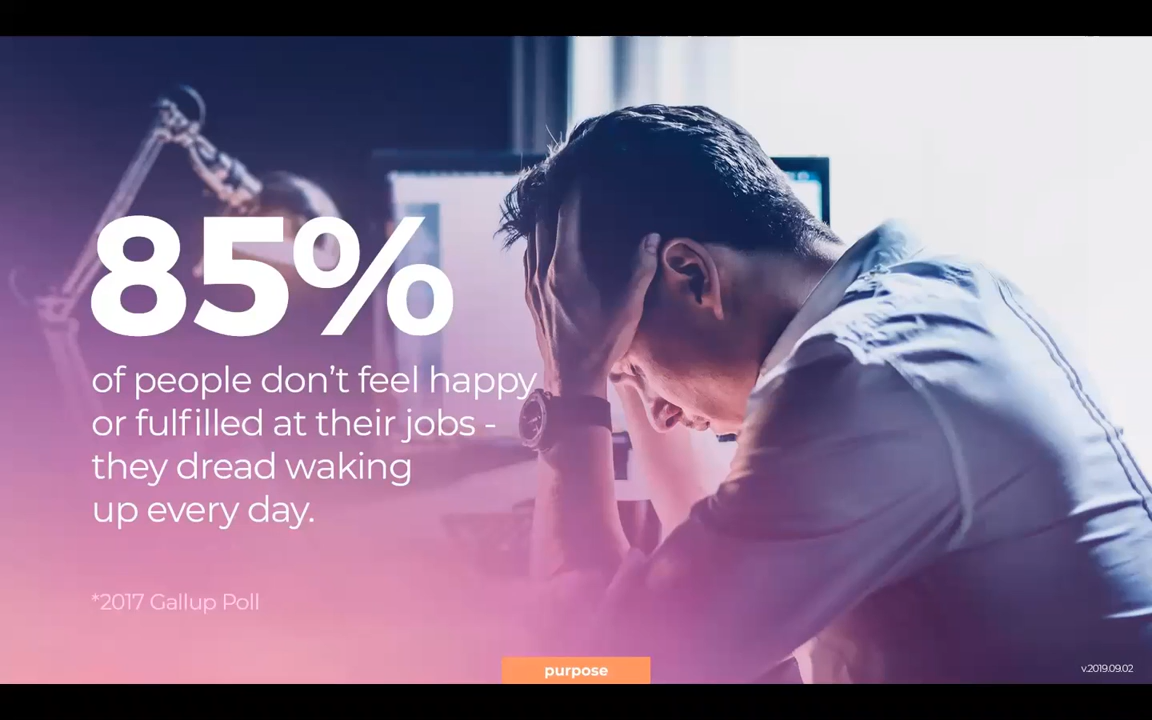 85%
of people don’t feel happy
or fulfilled at their jobs -
they dread waking
up every day.
*2017 Gallup Poll
purpose
v.2019.09.02